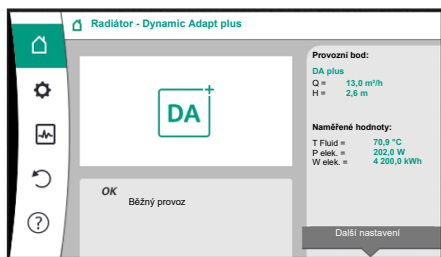 Radiátor - Dynamic Adapt plus
DA+
OK
Běžný provoz
Provozní bod:
DA plus
Q = 13,0 m³/h
H = 2,6 m
Naměřené hodnoty:
T Fluid = 70,9 °C
P elek. = 202,0 W
W elek. = 4 200,0 kWh
Další nastavení
?